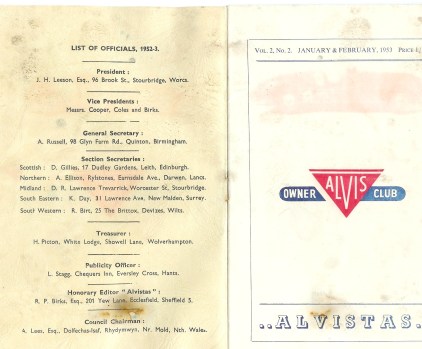 LIST OF OFFICIALS, 1952-3.
President :
J. H. Leeson, Esq., 96 Brook St., Stourbridge, Worcs.
Vice Presidents :
Messrs. Cooper, Coles and Birks.
General Secretary :
A. Russell, 98 Glyn Farm Rd., Quinton, Birmingham.
Section Secretaries :
Scottish : D. Gillies, 17 Dudley Gardens, Leith, Edinburgh.
Northern : A. Ellison, Rylstones, Earnsdale Ave., Darwen, Lancs.
Midland : D. R. Lawrence Trevarrick, Worcester St., Stourbridge.
South Eastern : K. Day, 31 Lawrence Ave., New Malden, Surrey.
South Western : R. Birt, 25 The Brittox, Devizes, Wilts.
Treasurer :
H. Pitton, White Lodge, Showell Lane, Wolverhampton.
Publicity Officer :
L. Stagg, Chequers Inn, Eversley Cross, Hants.
Honorary Editor "Alvistas" :
R. P. Birks, Esq., 201 Yew Lane, Ecclesfield, Sheffield 5.
Council Chairman :
A. Lees, Esq., Dolfechas-Isaf, Rhydymwyn, Nr. Mold, Nth. Wales.
VOL. 2, No. 2. JANUARY & FEBRUARY, 1953 PRICE
OWNER ALVIS CLUB
..ALVISTAS..